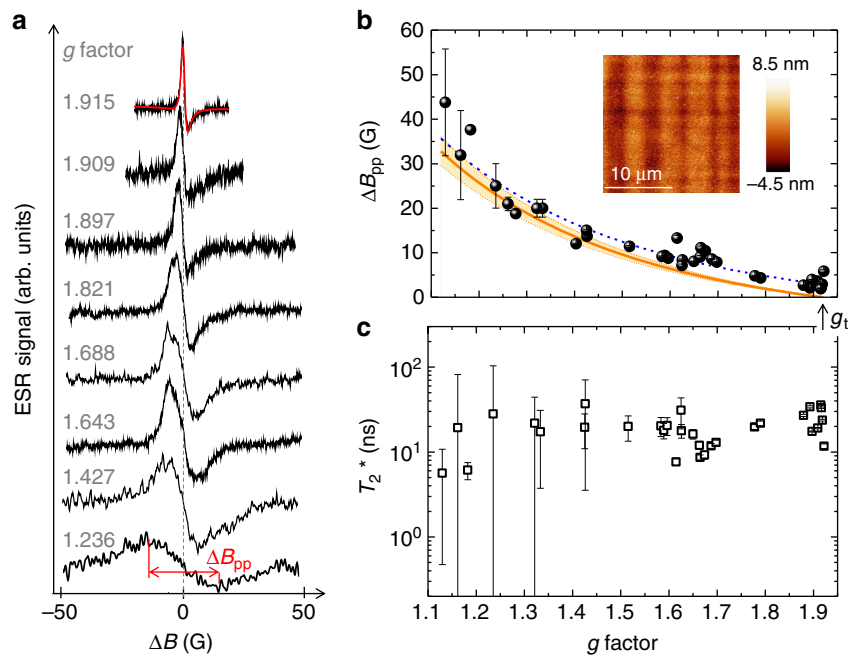 a
g factor
1.915
1.909
1.897
1.821
1.688
1.643
1.427
1.236
ΔBpp
ESR signal (arb. units)
−50 0 50
ΔB (G)
b
60
50
40
30
20
10
0
ΔBpp (G)
8.5 nm
−4.5 nm
10 μm
gt
c
10²
10¹
10⁰
T2* (ns)
1.1 1.2 1.3 1.4 1.5 1.6 1.7 1.8 1.9
g factor